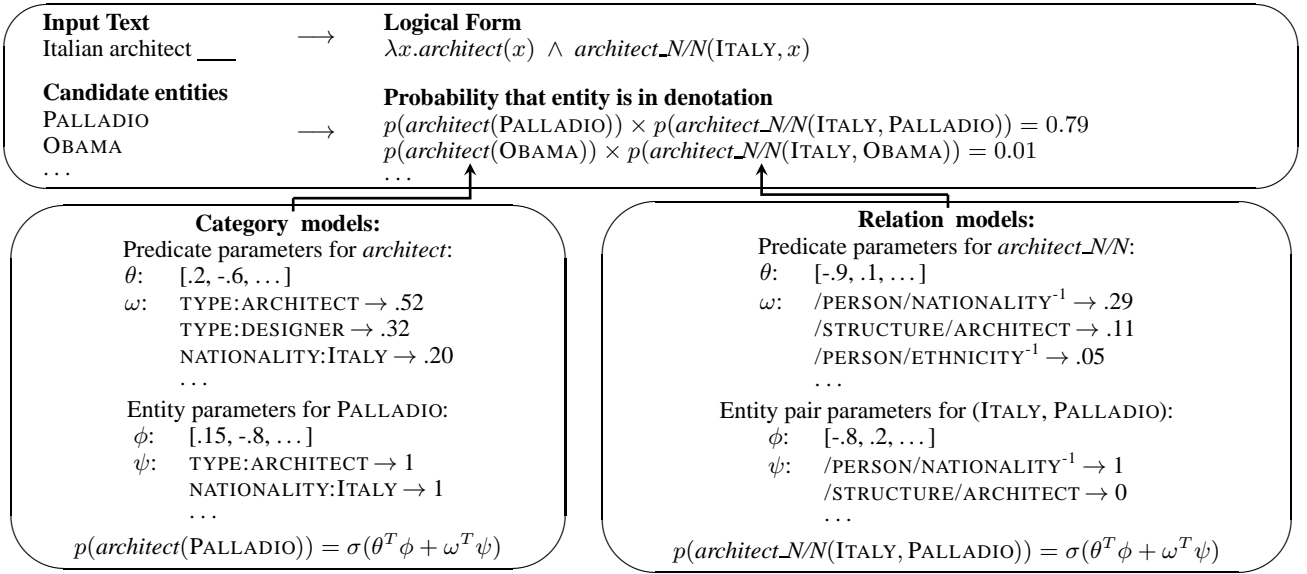 Input Text → Logical Form
Italian architect ___ λx.architect(x) ∧ architect_N/N(ITALY, x)
Candidate entities Probability that entity is in denotation
PALLADIO → p(architect(PALLADIO)) × p(architect_N/N(ITALY, PALLADIO)) = 0.79
OBAMA p(architect(OBAMA)) × p(architect_N/N(ITALY, OBAMA)) = 0.01
... ...
Category models:
Predicate parameters for architect:
θ: [.2, -.6, ...]
ω: TYPE:ARCHITECT → .52
TYPE:DESIGNER → .32
NATIONALITY:ITALY → .20
...
Entity parameters for PALLADIO:
ϕ: [.15, -.8, ...]
ψ: TYPE:ARCHITECT → 1
NATIONALITY:ITALY → 1
...
p(architect(PALLADIO)) = σ(θ^T ϕ + ω^T ψ)
Relation models:
Predicate parameters for architect_N/N:
θ: [-.9, .1, ...]
ω: /PERSON/NATIONALITY^-1 → .29
/STRUCTURE/ARCHITECT → .11
/PERSON/ETHNICITY^-1 → .05
...
Entity pair parameters for (ITALY, PALLADIO):
ϕ: [-.8, .2, ...]
ψ: /PERSON/NATIONALITY^-1 → 1
/STRUCTURE/ARCHITECT → 0
...
p(architect_N/N(ITALY, PALLADIO)) = σ(θ^T ϕ + ω^T ψ)